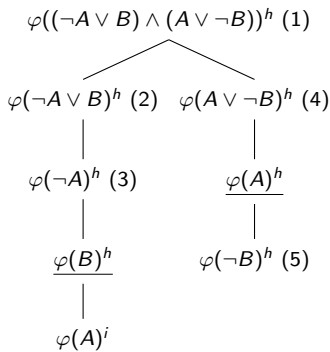 φ((¬A ∨ B) ∧ (A ∨ ¬B))ʰ (1)
φ(¬A ∨ B)ʰ (2) φ(A ∨ ¬B)ʰ (4)
φ(¬A)ʰ (3) φ(A)ʰ
φ(B)ʰ φ(¬B)ʰ (5)
φ(A)ⁱ